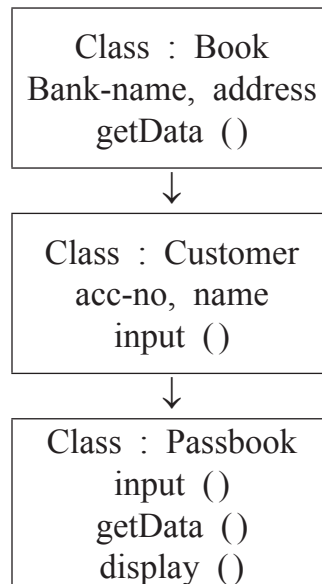 Class : Book
Bank-name, address
getData ()
Class : Customer
acc-no, name
input ()
Class : Passbook
input ()
getData ()
display ()